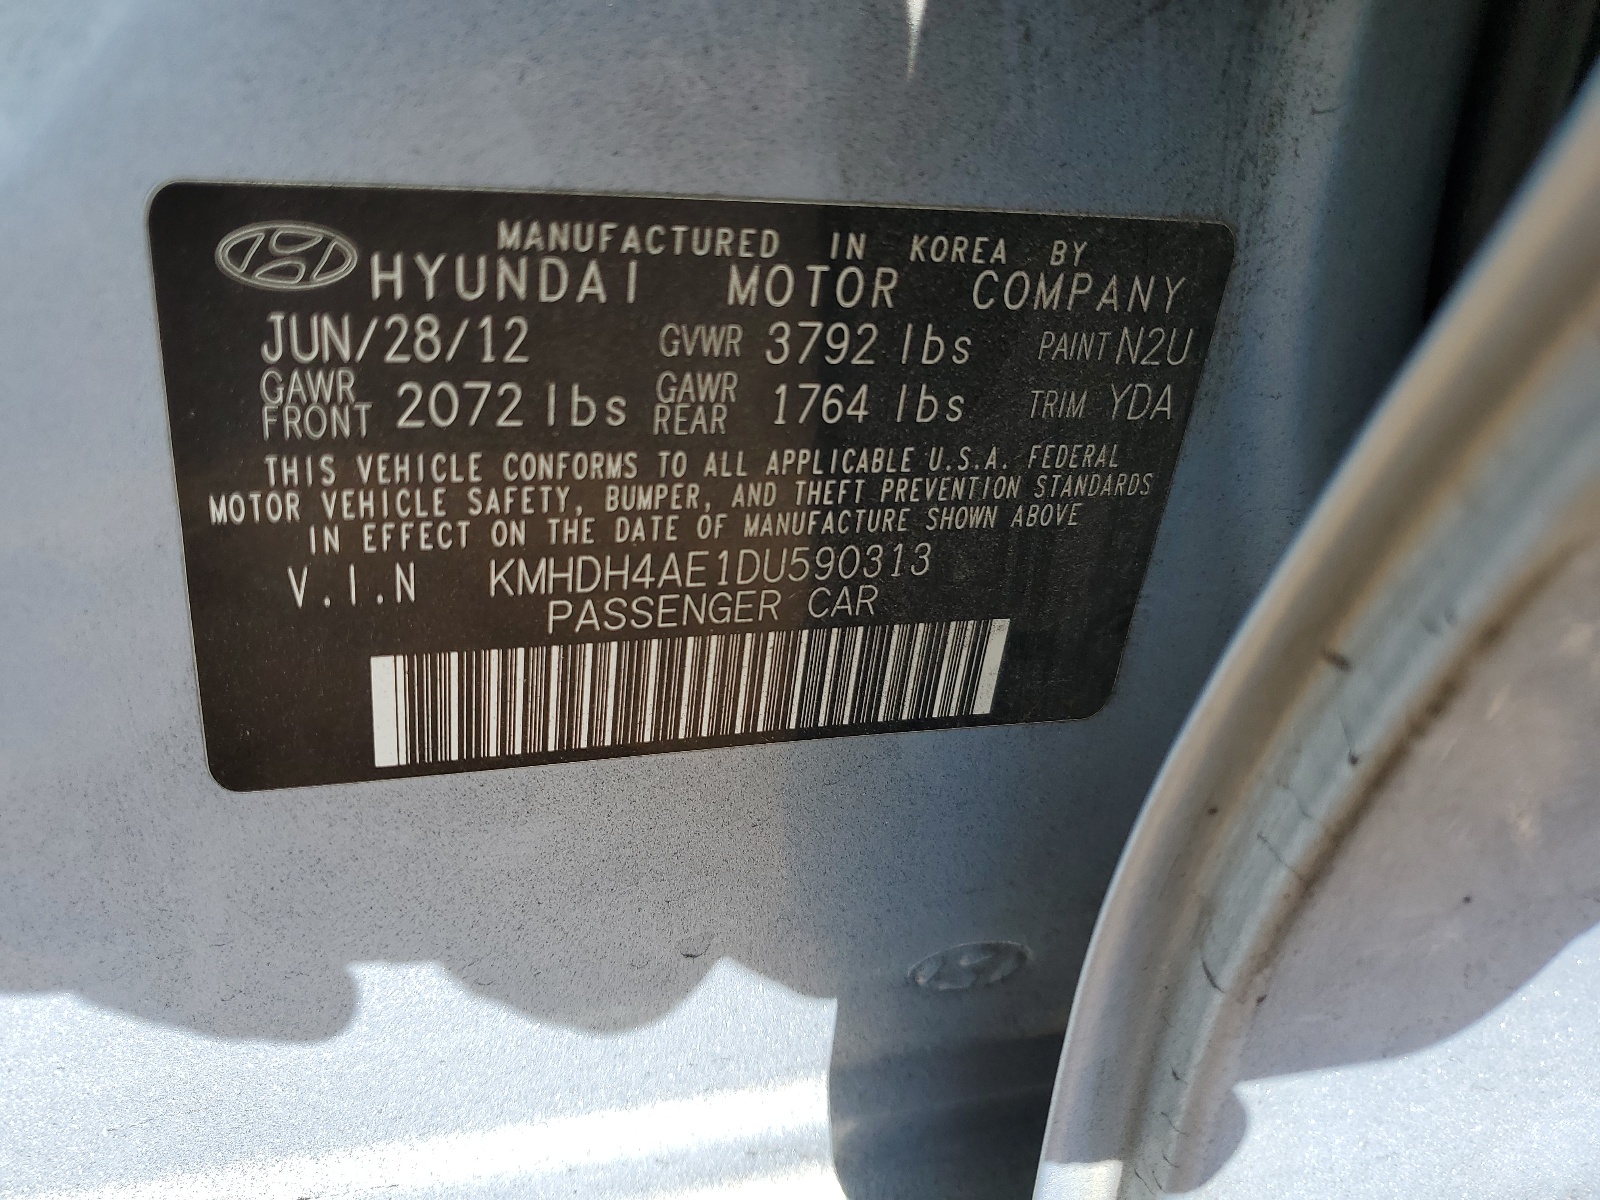 MANUFACTURED IN KOREA BY
HYUNDAI MOTOR COMPANY
JUN/28/12 GVWR 3792 lbs PAINT N2U
GAWR FRONT 2072 lbs GAWR REAR 1764 lbs TRIM YDA
THIS VEHICLE CONFORMS TO ALL APPLICABLE U.S.A. FEDERAL
MOTOR VEHICLE SAFETY, BUMPER, AND THEFT PREVENTION STANDARDS
IN EFFECT ON THE DATE OF MANUFACTURE SHOWN ABOVE
V.I.N KMHDH4AE1DU590313
PASSENGER CAR